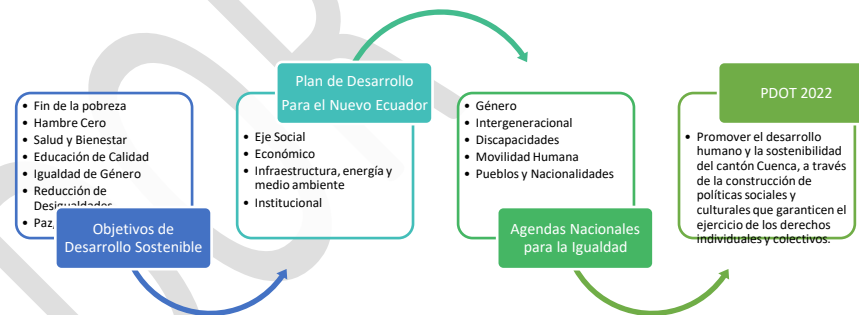 • Fin de la pobreza
• Hambre Cero
• Salud y Bienestar
• Educación de Calidad
• Igualdad de Género
• Reducción de
Desigualdades
• Paz,
Objetivos de
Desarrollo Sostenible
Plan de Desarrollo
Para el Nuevo Ecuador
• Eje Social
• Económico
• Infraestructura, energía y
medio ambiente
• Institucional
• Género
• Intergeneracional
• Discapacidades
• Movilidad Humana
• Pueblos y Nacionalidades
Agendas Nacionales
para la Igualdad
PDOT 2022
• Promover el desarrollo
humano y la sostenibilidad
del cantón Cuenca, a través
de la construcción de
políticas sociales y
culturales que garanticen el
ejercicio de los derechos
individuales y colectivos.